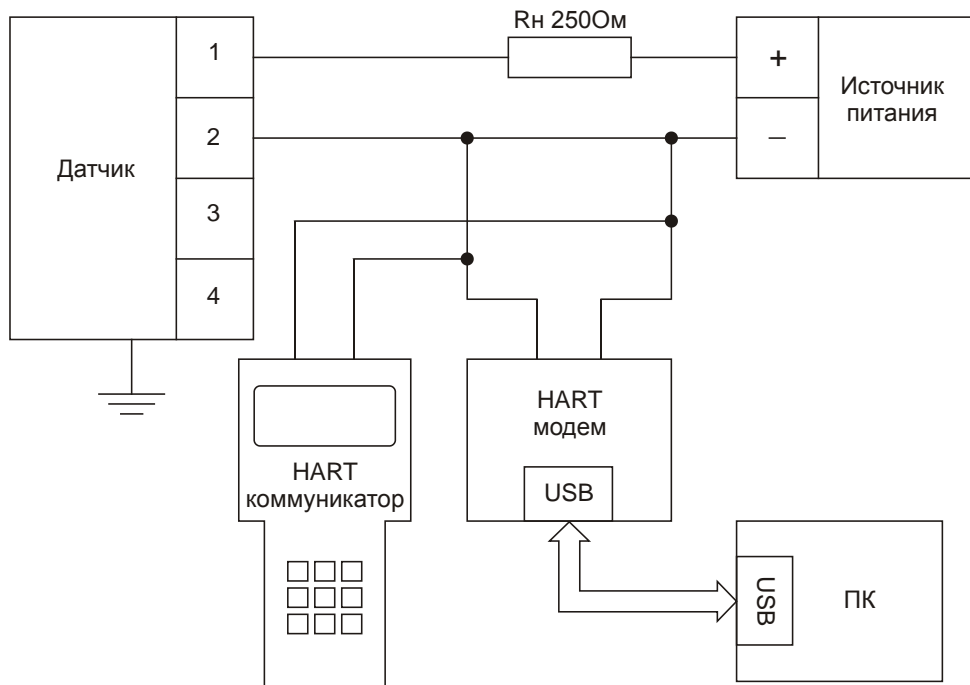 Rн 250Ом
1
+
Источник
питания
2
–
Датчик
3
4
HART
модем
HART
коммуникатор
USB
USB
ПК